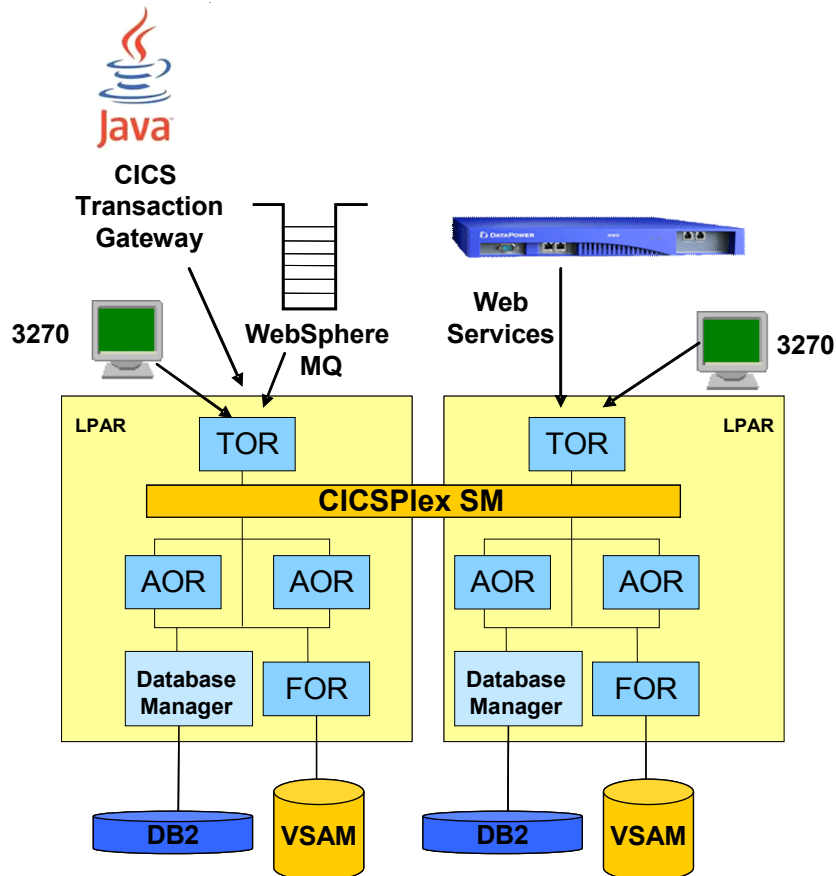 Java
CICS
Transaction
Gateway
DATAPOWER
3270
WebSphere
MQ
Web
Services
3270
LPAR
TOR
TOR
LPAR
CICSPlex SM
AOR
AOR
AOR
AOR
Database
Manager
FOR
Database
Manager
FOR
DB2
VSAM
DB2
VSAM